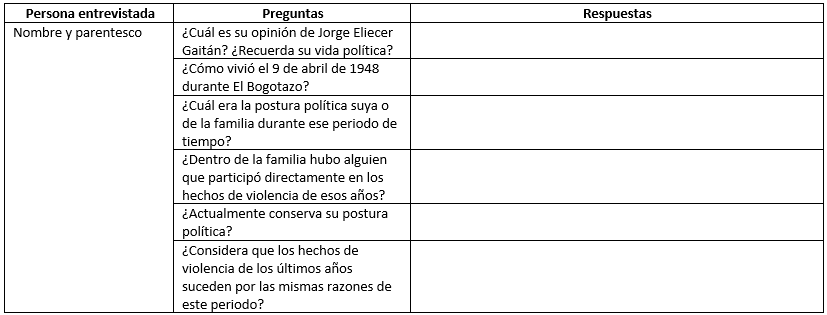 Persona entrevistada
Preguntas
Respuestas
Nombre y parentesco
¿Cuál es su opinión de Jorge Eliecer
Gaitán? ¿Recuerda su vida política?
¿Cómo vivió el 9 de abril de 1948
durante El Bogotazo?
¿Cuál era la postura política suya o
de la familia durante ese periodo de
tiempo?
¿Dentro de la familia hubo alguien
que participó directamente en los
hechos de violencia de esos años?
¿Actualmente conserva su postura
política?
¿Considera que los hechos de
violencia de los últimos años
suceden por las mismas razones de
este periodo?